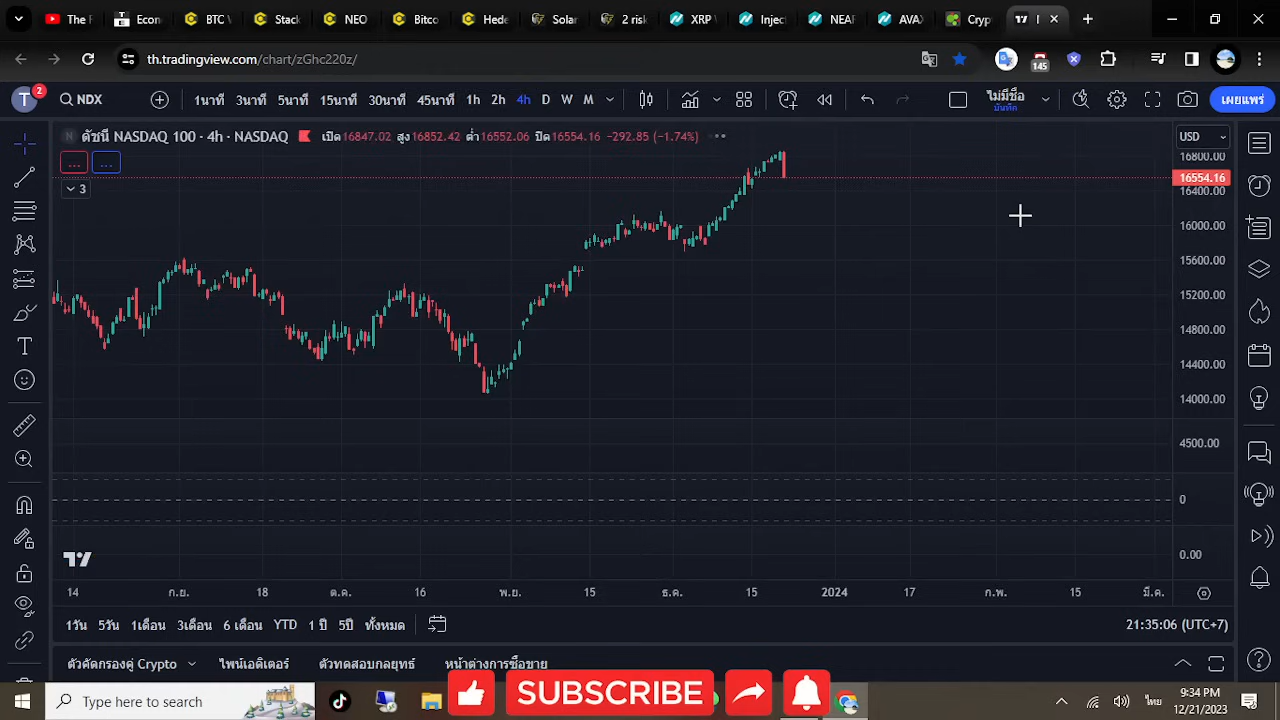 The F
Econ
BTC \
Stack
NEO
Bitco
Hede
Solar
2 risk
XRP \
Inject
NEAF
AVA)
Cryp
th.tradingview.com/chart/zGhc220z/
145
T 2 NDX 1นาที 3นาที 5นาที 15นาที 30นาที 45นาที 1h 2h 4h D W M ไม่มีชื่อ เผยแพร่
บันทึก
N ดัชนี NASDAQ 100 · 4h · NASDAQ เปิด16847.02 สูง16852.42 ต่ำ16552.06 ปิด16554.16 −292.85 (−1.74%)
USD
... ...
3
16800.00
16554.16
16400.00
16000.00
15600.00
15200.00
14800.00
14400.00
14000.00
4500.00
0
0.00
14 ก.ย. 18 ต.ค. 16 พ.ย. 15 ธ.ค. 15 2024 17 ก.พ. 15 มี.ค.
1วัน 5วัน 1เดือน 3เดือน 6 เดือน YTD 1 ปี 5ปี ทั้งหมด 21:35:06 (UTC+7)
ตัวคัดกรองคู่ Crypto ไพน์เอดิเตอร์ ตัวทดสอบกลยุทธ์ หน้าต่างการซื้อขาย
SUBSCRIBE
Type here to search
ไทย
9:34 PM
12/21/2023